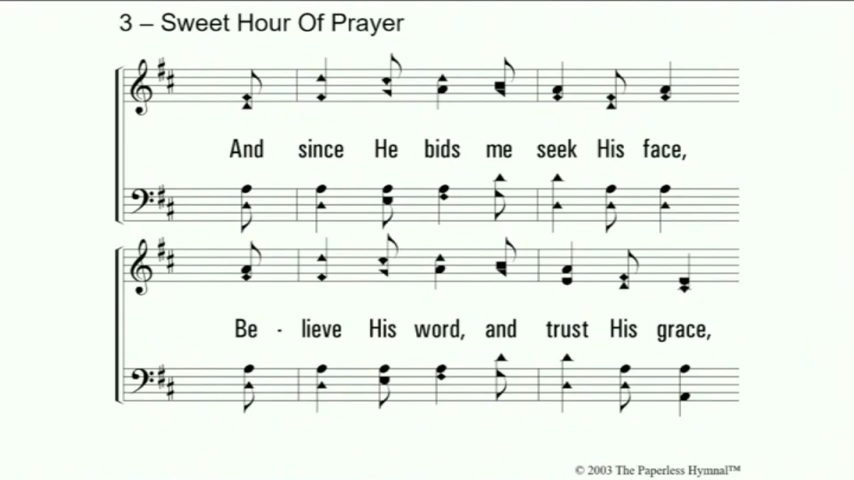 3 – Sweet Hour Of Prayer
And since He bids me seek His face,
Be - lieve His word, and trust His grace,
© 2003 The Paperless Hymnal™